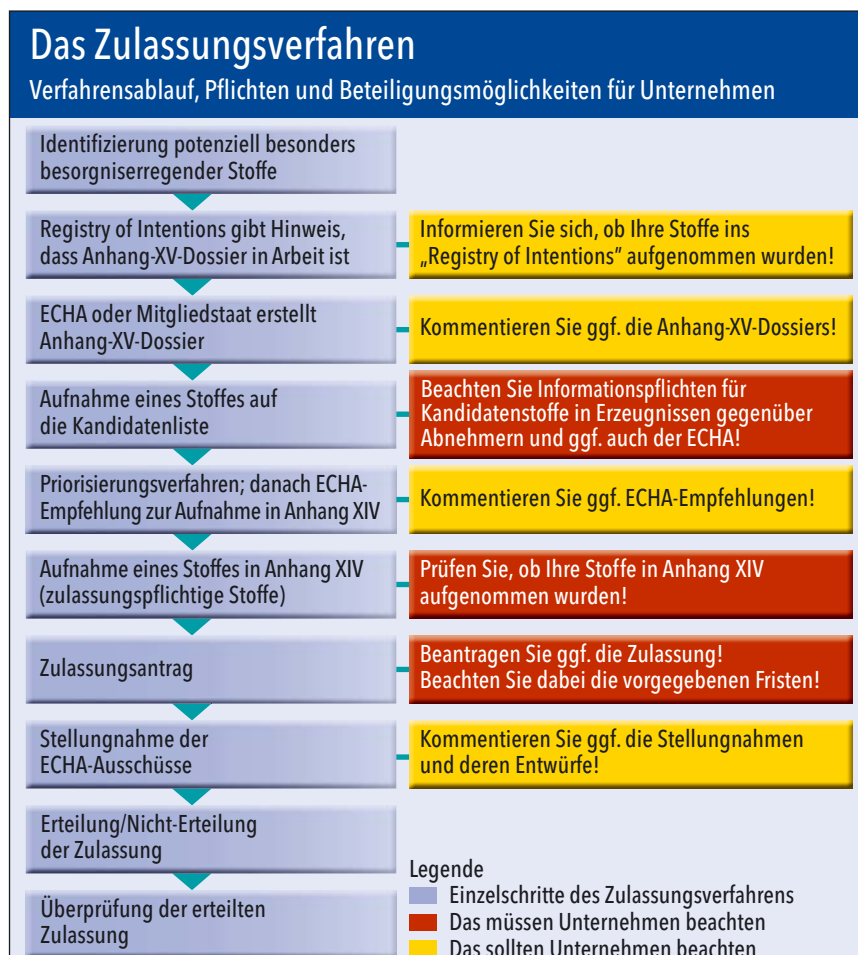 Das Zulassungsverfahren
Verfahrensablauf, Pflichten und Beteiligungsmöglichkeiten für Unternehmen
Identifizierung potenziell besonders
besorgniserregender Stoffe
Registry of Intentions gibt Hinweis,
dass Anhang-XV-Dossier in Arbeit ist
Informieren Sie sich, ob Ihre Stoffe ins
„Registry of Intentions" aufgenommen wurden!
ECHA oder Mitgliedstaat erstellt
Anhang-XV-Dossier
Kommentieren Sie ggf. die Anhang-XV-Dossiers!
Aufnahme eines Stoffes auf
die Kandidatenliste
Beachten Sie Informationspflichten für
Kandidatenstoffe in Erzeugnissen gegenüber
Abnehmern und ggf. auch der ECHA!
Priorisierungsverfahren; danach ECHA-
Empfehlung zur Aufnahme in Anhang XIV
Kommentieren Sie ggf. ECHA-Empfehlungen!
Aufnahme eines Stoffes in Anhang XIV
(zulassungspflichtige Stoffe)
Prüfen Sie, ob Ihre Stoffe in Anhang XIV
aufgenommen wurden!
Zulassungsantrag
Beantragen Sie ggf. die Zulassung!
Beachten Sie dabei die vorgegebenen Fristen!
Stellungnahme der
ECHA-Ausschüsse
Kommentieren Sie ggf. die Stellungnahmen
und deren Entwürfe!
Erteilung/Nicht-Erteilung
der Zulassung
Überprüfung der erteilten
Zulassung
Legende
Einzelschritte des Zulassungsverfahrens
Das müssen Unternehmen beachten
Das sollten Unternehmen beachten